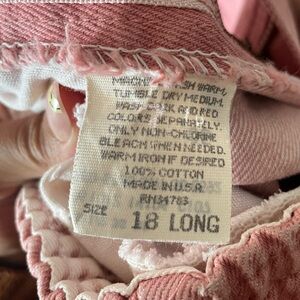 MACHINE WASH WARM,
TUMBLE DRY MEDIUM.
WASH DARK AND RED
COLORS SEPARATELY.
ONLY NON-CHLORINE
BLEACH WHEN NEEDED.
WARM IRON IF DESIRED
100% COTTON
MADE IN U.S.A.
RN34783
SIZE 18 LONG